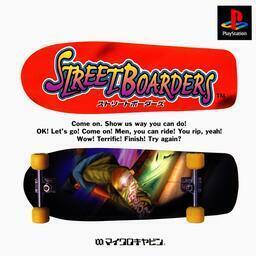 PlayStation
STREET BOARDERS
TM
ストリートボーダーズ
Come on. Show us way you can do!
OK! Let's go! Come on! Men, you can ride! You rip, yeah!
Wow! Terrific! Finish! Try again?
マイクロキャビン